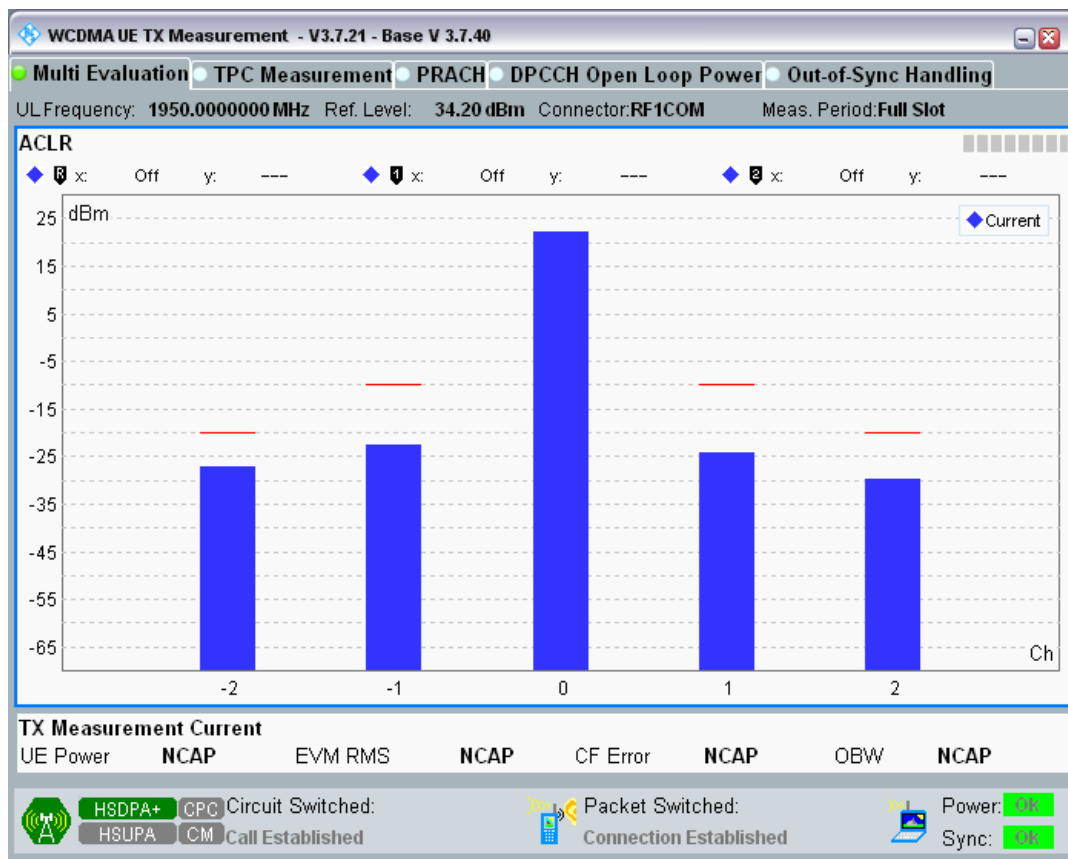 WCDMA UE TX Measurement - V3.7.21 - Base V 3.7.40
Multi Evaluation TPC Measurement PRACH DPCCH Open Loop Power Out-of-Sync Handling
UL Frequency: 1950.0000000 MHz Ref. Level: 34.20 dBm Connector:RF1COM Meas. Period:Full Slot
ACLR
R x: Off y: --- 1 x: Off y: --- 2 x: Off y: ---
25 dBm
Current
15
5
-5
-15
-25
-35
-45
-55
-65
Ch
-2 -1 0 1 2
TX Measurement Current
UE Power NCAP EVM RMS NCAP CF Error NCAP OBW NCAP
HSDPA+ CPC Circuit Switched: Packet Switched: Power: OK
HSUPA CM Call Established Connection Established Sync: OK